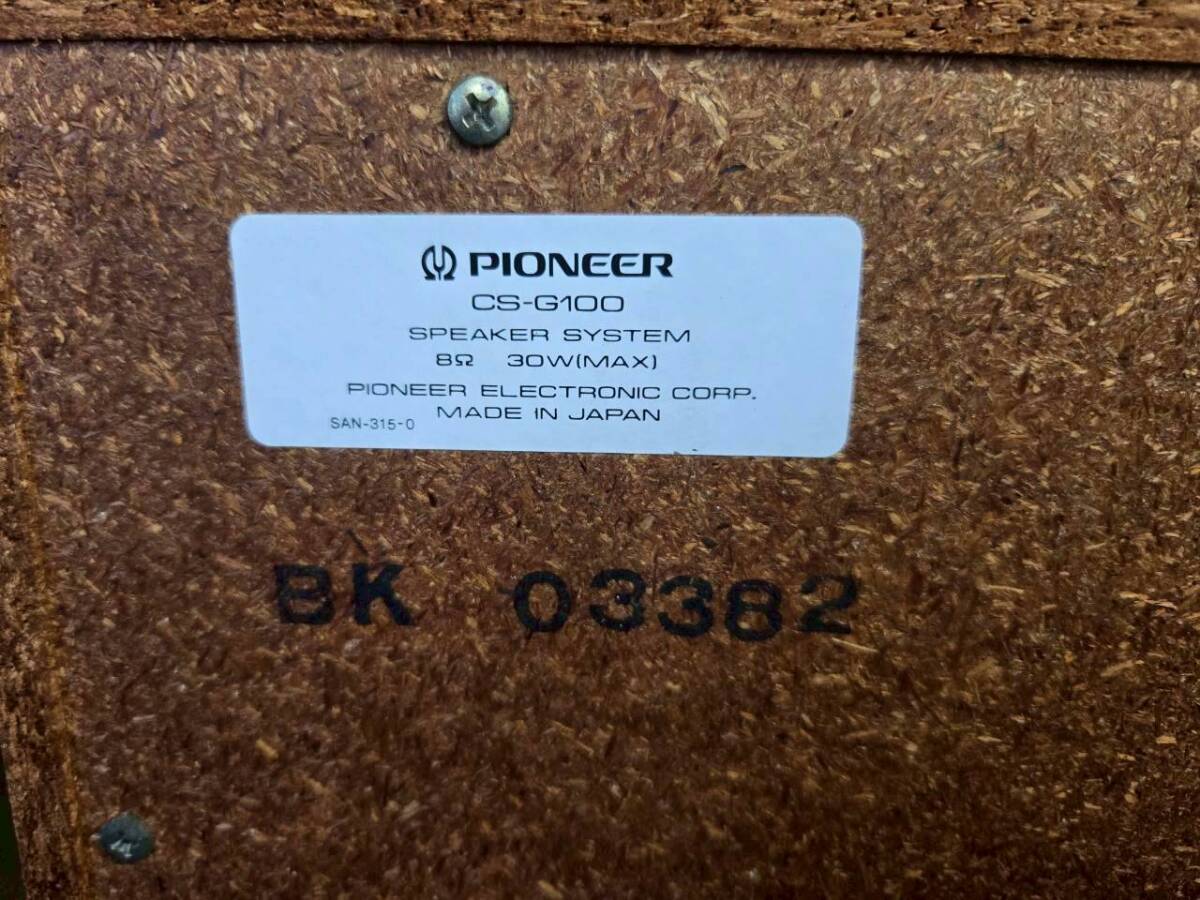 PIONEER
CS-G100
SPEAKER SYSTEM
8Ω 30W(MAX)
PIONEER ELECTRONIC CORP.
SAN-315-0 MADE IN JAPAN
BK 03382